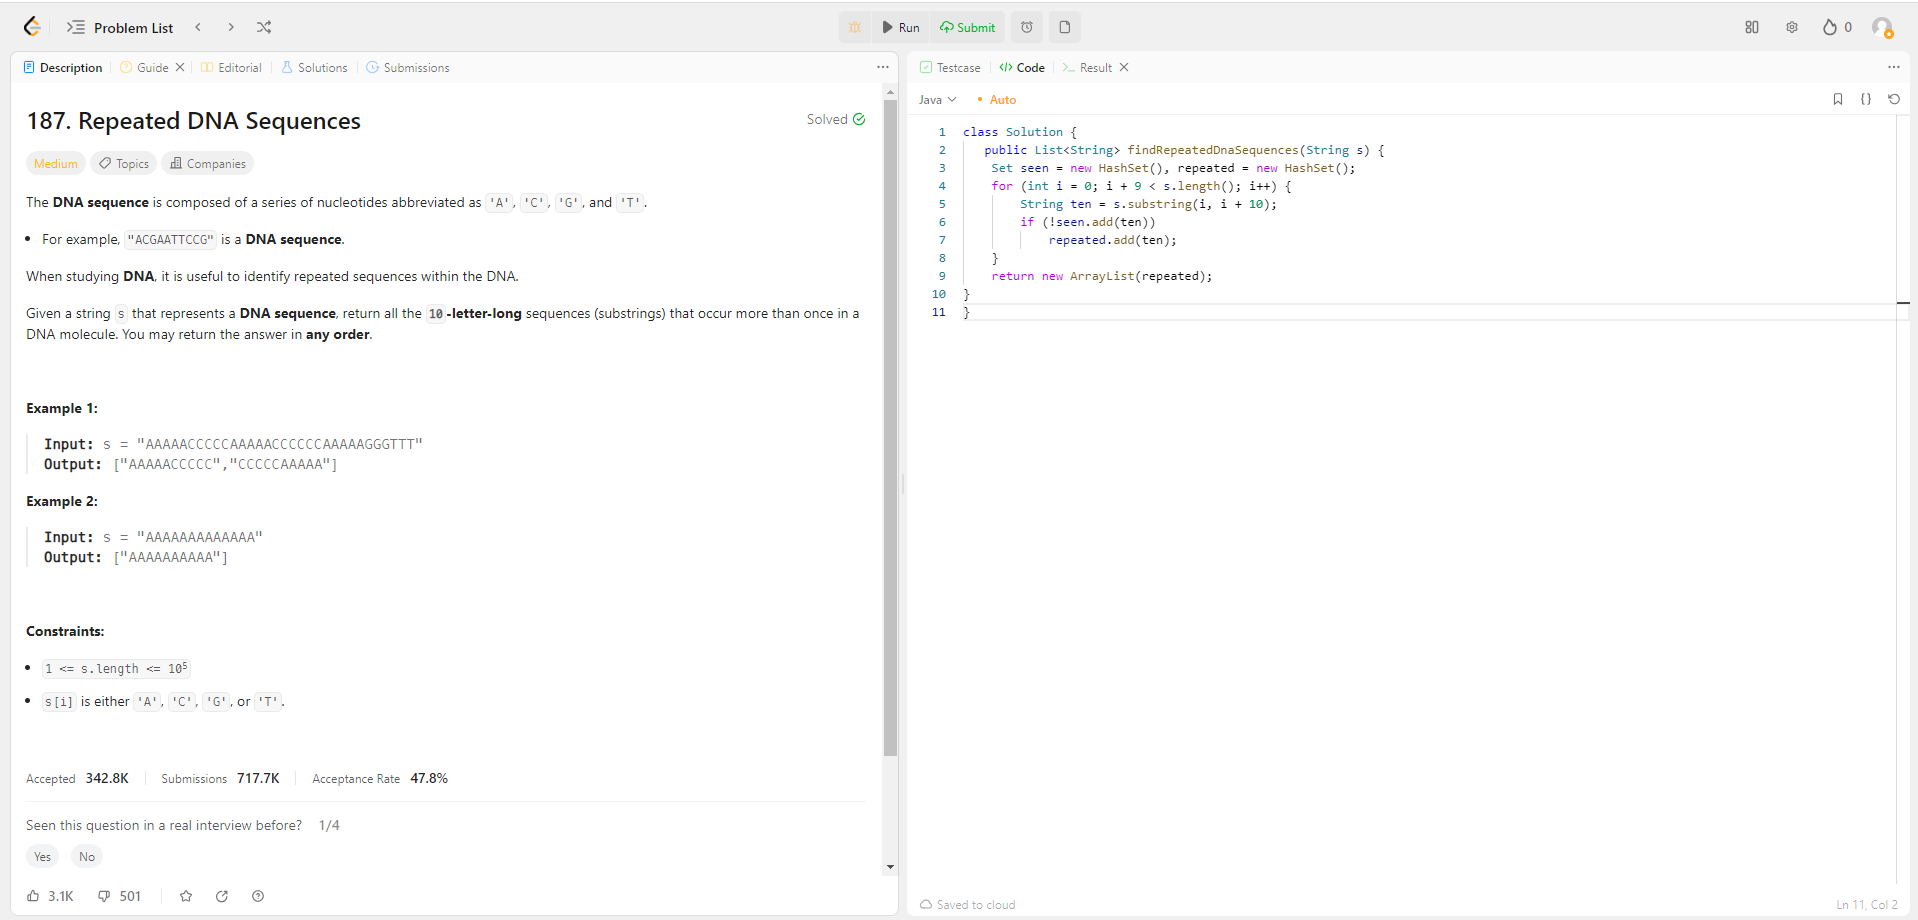 Problem List
Run
Submit
0
Description
Guide
Editorial
Solutions
Submissions
187. Repeated DNA Sequences
Solved
Medium
Topics
Companies
The DNA sequence is composed of a series of nucleotides abbreviated as 'A', 'C', 'G', and 'T'.
• For example, "ACGAATTCCG" is a DNA sequence.
When studying DNA, it is useful to identify repeated sequences within the DNA.
Given a string s that represents a DNA sequence, return all the 10-letter-long sequences (substrings) that occur more than once in a
DNA molecule. You may return the answer in any order.
Example 1:
Input: s = "AAAAACCCCCAAAAACCCCCCAAAAAGGGTTT"
Output: ["AAAAACCCCC","CCCCCAAAAA"]
Example 2:
Input: s = "AAAAAAAAAAAAA"
Output: ["AAAAAAAAAA"]
Constraints:
• 1 <= s.length <= 10⁵
• s[i] is either 'A', 'C', 'G', or 'T'.
Accepted 342.8K
Submissions 717.7K
Acceptance Rate 47.8%
Seen this question in a real interview before? 1/4
Yes
No
3.1K
501
Testcase
</> Code
>_ Result
Java
• Auto
{}
1 class Solution {
2 public List<String> findRepeatedDnaSequences(String s) {
3 Set seen = new HashSet(), repeated = new HashSet();
4 for (int i = 0; i + 9 < s.length(); i++) {
5 String ten = s.substring(i, i + 10);
6 if (!seen.add(ten))
7 repeated.add(ten);
8 }
9 return new ArrayList(repeated);
10 }
11 }
Saved to cloud
Ln 11, Col 2